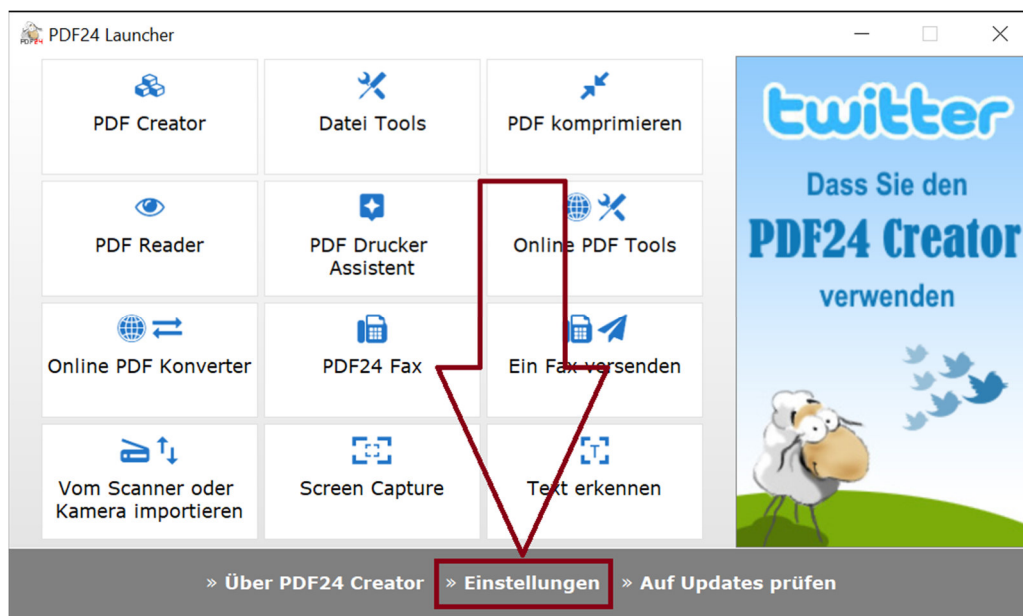 PDF24 Launcher
PDF Creator
Datei Tools
PDF komprimieren
PDF Reader
PDF Drucker
Assistent
Online PDF Tools
Online PDF Konverter
PDF24 Fax
Ein Fax versenden
Vom Scanner oder
Kamera importieren
Screen Capture
Text erkennen
twitter
Dass Sie den
PDF24 Creator
verwenden
» Über PDF24 Creator » Einstellungen » Auf Updates prüfen